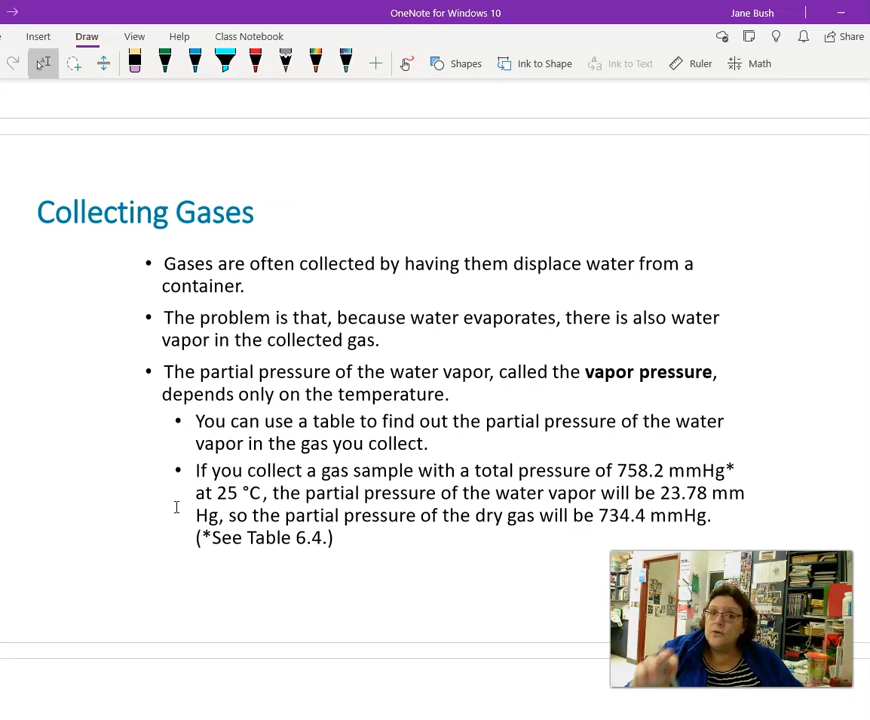 OneNote for Windows 10
Jane Bush
Insert
Draw
View
Help
Class Notebook
Share
Shapes
Ink to Shape
Ink to Text
Ruler
Math
Collecting Gases
• Gases are often collected by having them displace water from a
container.
• The problem is that, because water evaporates, there is also water
vapor in the collected gas.
• The partial pressure of the water vapor, called the vapor pressure,
depends only on the temperature.
• You can use a table to find out the partial pressure of the water
vapor in the gas you collect.
• If you collect a gas sample with a total pressure of 758.2 mmHg*
at 25 °C, the partial pressure of the water vapor will be 23.78 mm
Hg, so the partial pressure of the dry gas will be 734.4 mmHg.
(*See Table 6.4.)